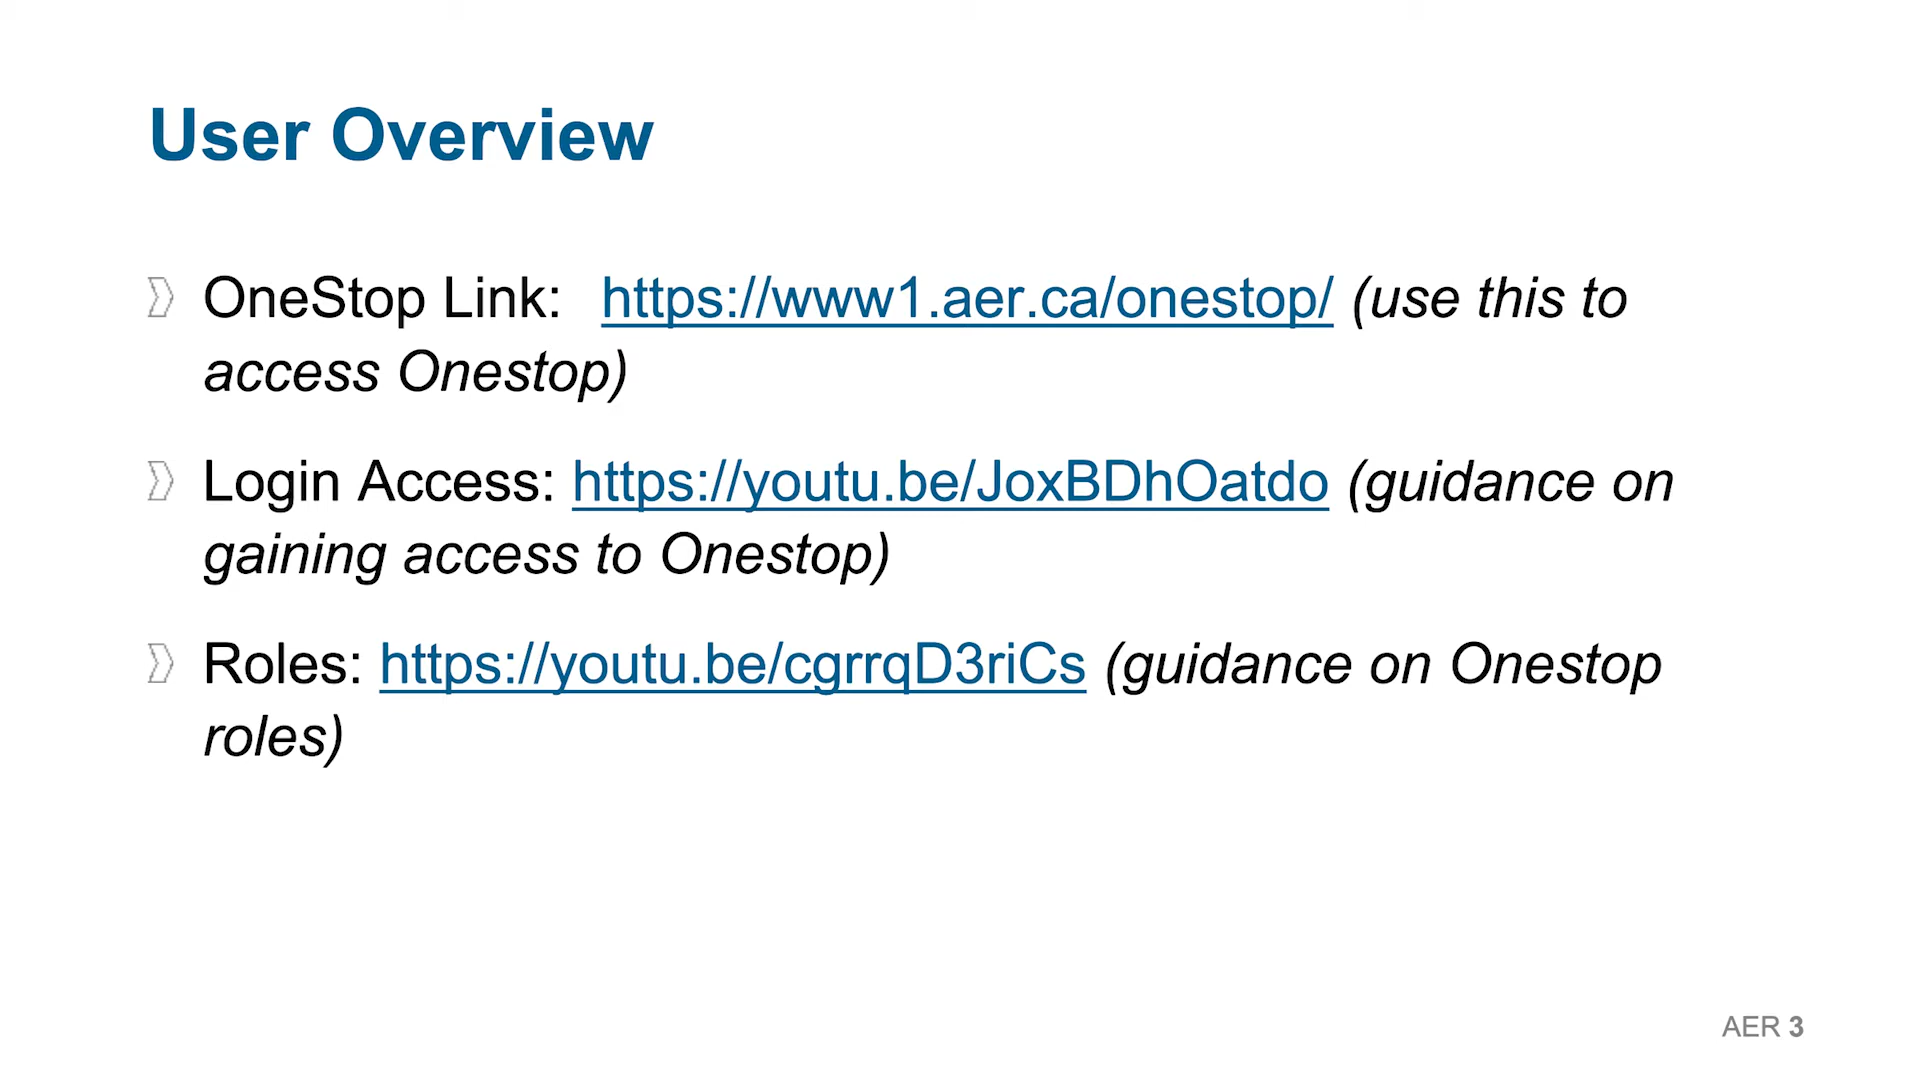 User Overview
OneStop Link: https://www1.aer.ca/onestop/ (use this to
access Onestop)
Login Access: https://youtu.be/JoxBDhOatdo (guidance on
gaining access to Onestop)
Roles: https://youtu.be/cgrrqD3riCs (guidance on Onestop
roles)
AER 3